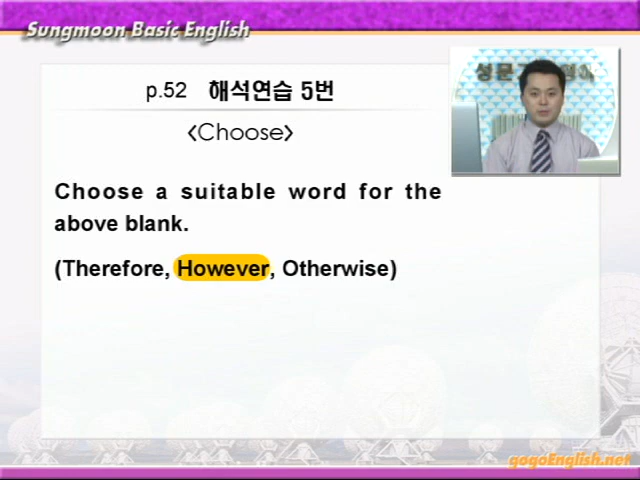 Sungmoon Basic English
p.52 해석연습 5번
<Choose>
Choose a suitable word for the
above blank.
(Therefore, However, Otherwise)
gogoEnglish.net